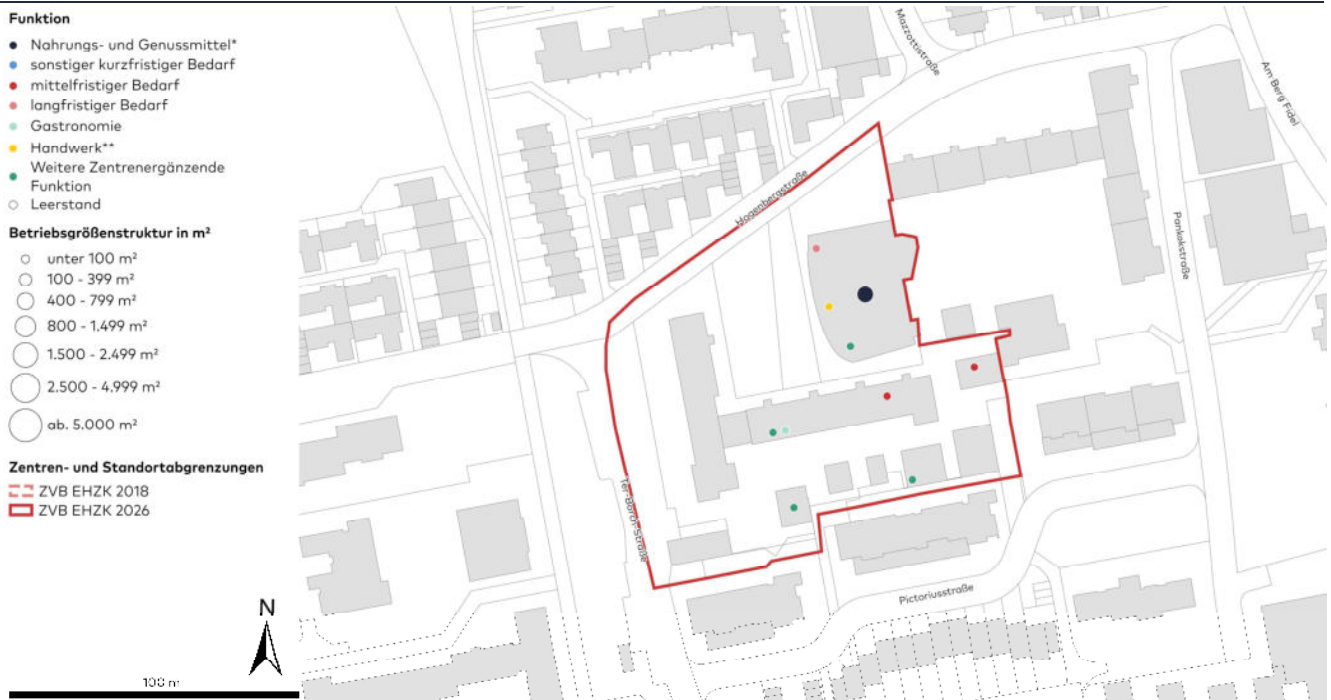 Funktion
Nahrungs- und Genussmittel*
sonstiger kurzfristiger Bedarf
mittelfristiger Bedarf
langfristiger Bedarf
Gastronomie
Handwerk**
Weitere Zentrenergänzende
Funktion
Leerstand
Betriebsgrößenstruktur in m²
unter 100 m²
100 - 399 m²
400 - 799 m²
800 - 1.499 m²
1.500 - 2.499 m²
2.500 - 4.999 m²
ab. 5.000 m²
Zentren- und Standortabgrenzungen
ZVB EHZK 2018
ZVB EHZK 2026
N
100 m
Mazzottistraße
Am Berg Fidel
Hogenbergstraße
Pankokstraße
Ter-Borch-Straße
Pictoriusstraße